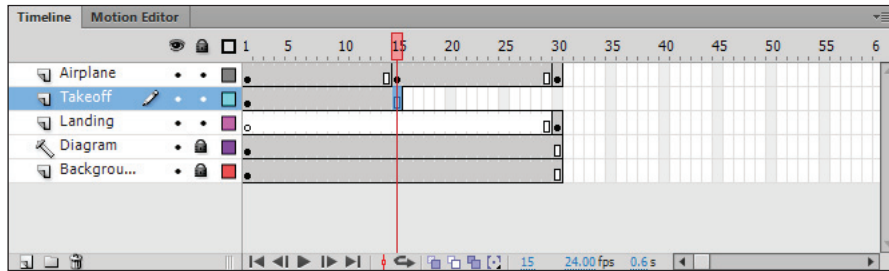 Timeline Motion Editor
1 5 10 15 20 25 30 35 40 45 50 55 6
Airplane
Takeoff
Landing
Diagram
Backgrou...
15 24.00 fps 0.6 s